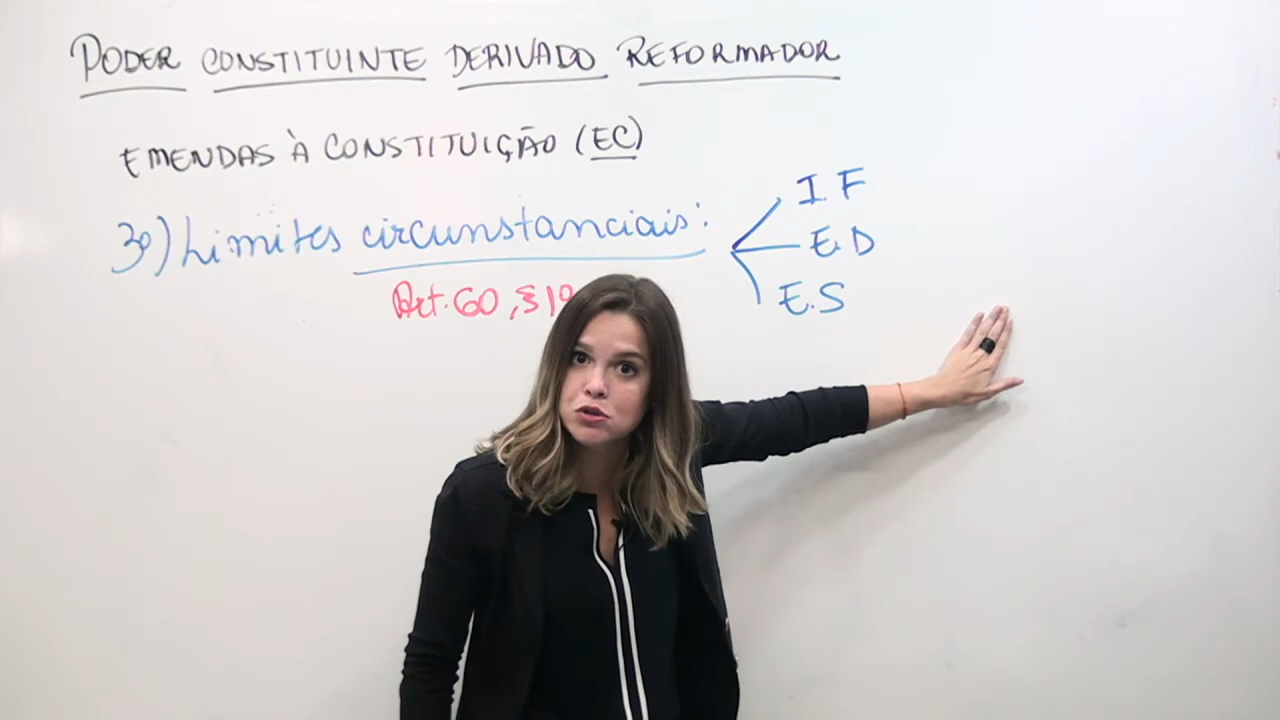 PODER CONSTITUINTE DERIVADO REFORMADOR
EMENDAS À CONSTITUIÇÃO (EC)
3º) Limites circunstanciais:
I.F
E.D
E.S
Art. 60, § 1º